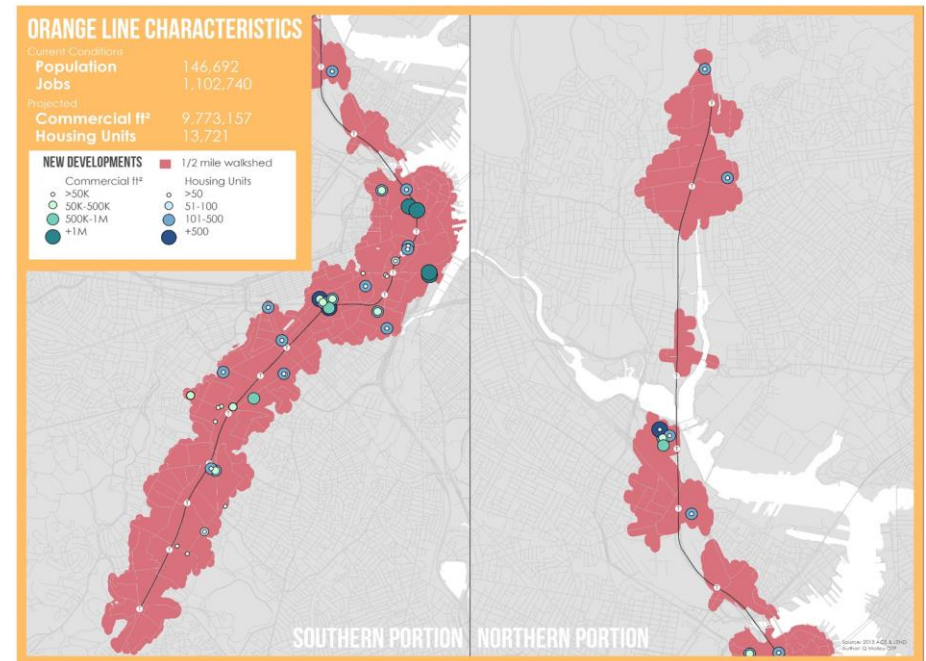 ORANGE LINE CHARACTERISTICS
Current Conditions
Population 146,692
Jobs 1,102,740
Projected
Commercial ft² 9,773,157
Housing Units 13,721
NEW DEVELOPMENTS 1/2 mile walkshed
Commercial ft² Housing Units
>50K >50
50K-500K 51-100
500K-1M 101-500
+1M +500
SOUTHERN PORTION NORTHERN PORTION
Source: 2015 ACS & LEHD